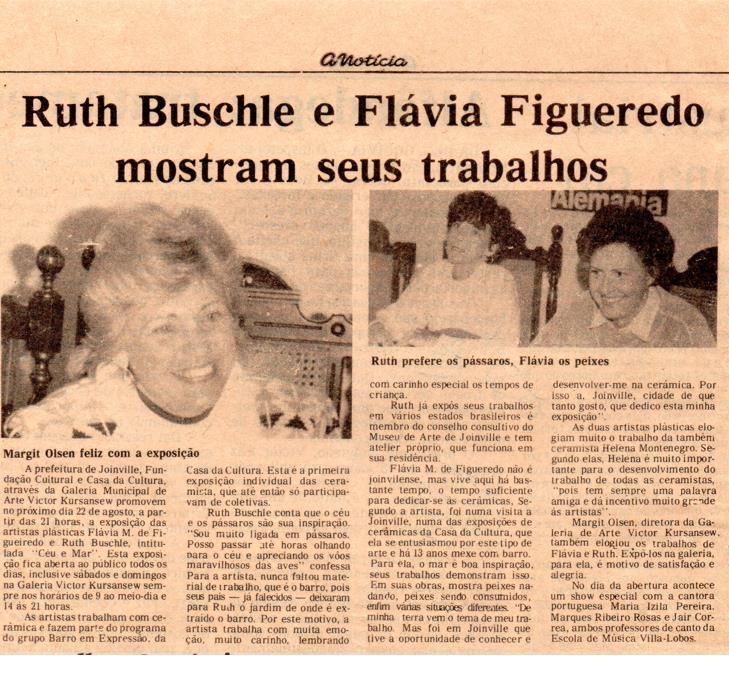 A Notícia
Ruth Buschle e Flávia Figueredo
mostram seus trabalhos
Alemanha
Margit Olsen feliz com a exposição
Ruth prefere os pássaros, Flávia os peixes
A prefeitura de Joinville, Fun-
dação Cultural e Casa da Cultura,
através da Galeria Municipal de
Arte Victor Kursansew promovem
no próximo dia 22 de agosto, a par-
tir das 21 horas, a exposição das
artistas plásticas Flávia M. de Fi-
gueiredo e Ruth Buschle, intitu-
lada "Céu e Mar". Esta exposi-
ção fica aberta ao público todos os
dias, inclusive sábados e domingos
na Galeria Victor Kursansew sem-
pre nos horários de 9 ao meio-dia e
14 às 21 horas.
As artistas trabalham com ce-
râmica e fazem parte do programa
do grupo Barro em Expressão, da
Casa da Cultura. Esta é a primeira
exposição individual das cera-
mista, que até então só participa-
vam de coletivas.
Ruth Buschle conta que o céu
e os pássaros são sua inspiração.
"Sou muito ligada em pássaros.
Posso passar até horas olhando
para o céu e apreciando os vôos
maravilhosos das aves" confessa
Para a artista, nunca faltou mate-
rial de trabalho, que é o barro, pois
seus pais — já falecidos — deixaram
para Ruth o jardim de onde é ex-
traído o barro. Por este motivo, a
artista trabalha com muita emo-
ção, muito carinho, lembrando
com carinho especial os tempos de
criança.
Ruth já expôs seus trabalhos
em vários estados brasileiros é
membro do conselho consultivo do
Museu de Arte de Joinville e tem
atelier próprio, que funciona em
sua residência.
Flávia M. de Figueredo não é
joinvilense, mas vive aqui há bas-
tante tempo, o tempo suficiente
para dedicar-se às cerâmicas, Se-
gundo a artista, foi numa visita a
Joinville, numa das exposições de
cerâmicas da Casa da Cultura, que
ela se entusiasmou por este tipo de
arte e há 13 anos mexe com barro.
Para ela, o mar é boa inspiração,
seus trabalhos demonstram isso.
Em suas obras, mostra peixes na-
dando, peixes sendo consumidos,
enfim várias situações diferentes. "De
minha terra vem o tema de meu tra-
balho. Mas foi em Joinville que
tive a oportunidade de conhecer e
desenvolver-me na cerâmica. Por
isso a, Joinville, cidade de que
tanto gosto, que dedico esta minha
exposição".
As duas artistas plásticas elo-
giam muito o trabalho da também
ceramista Helena Montenegro. Se-
gundo elas, Helena é muito impor-
tante para o desenvolvimento do
trabalho de todas as ceramistas,
"pois tem sempre uma palavra
amiga e dá incentivo muito grande
às artistas".
Margit Olsen, diretora da Ga-
leria de Arte Victor Kursansew,
também elogiou os trabalhos de
Flávia e Ruth. Expô-los na galeria,
para ela, é motivo de satisfação e
alegria.
No dia da abertura acontece
um show especial com a cantora
portuguesa Maria Izila Pereira.
Marques Ribeiro Rosas e Jair Cor-
rea, ambos professores de canto da
Escola de Música Villa-Lobos.